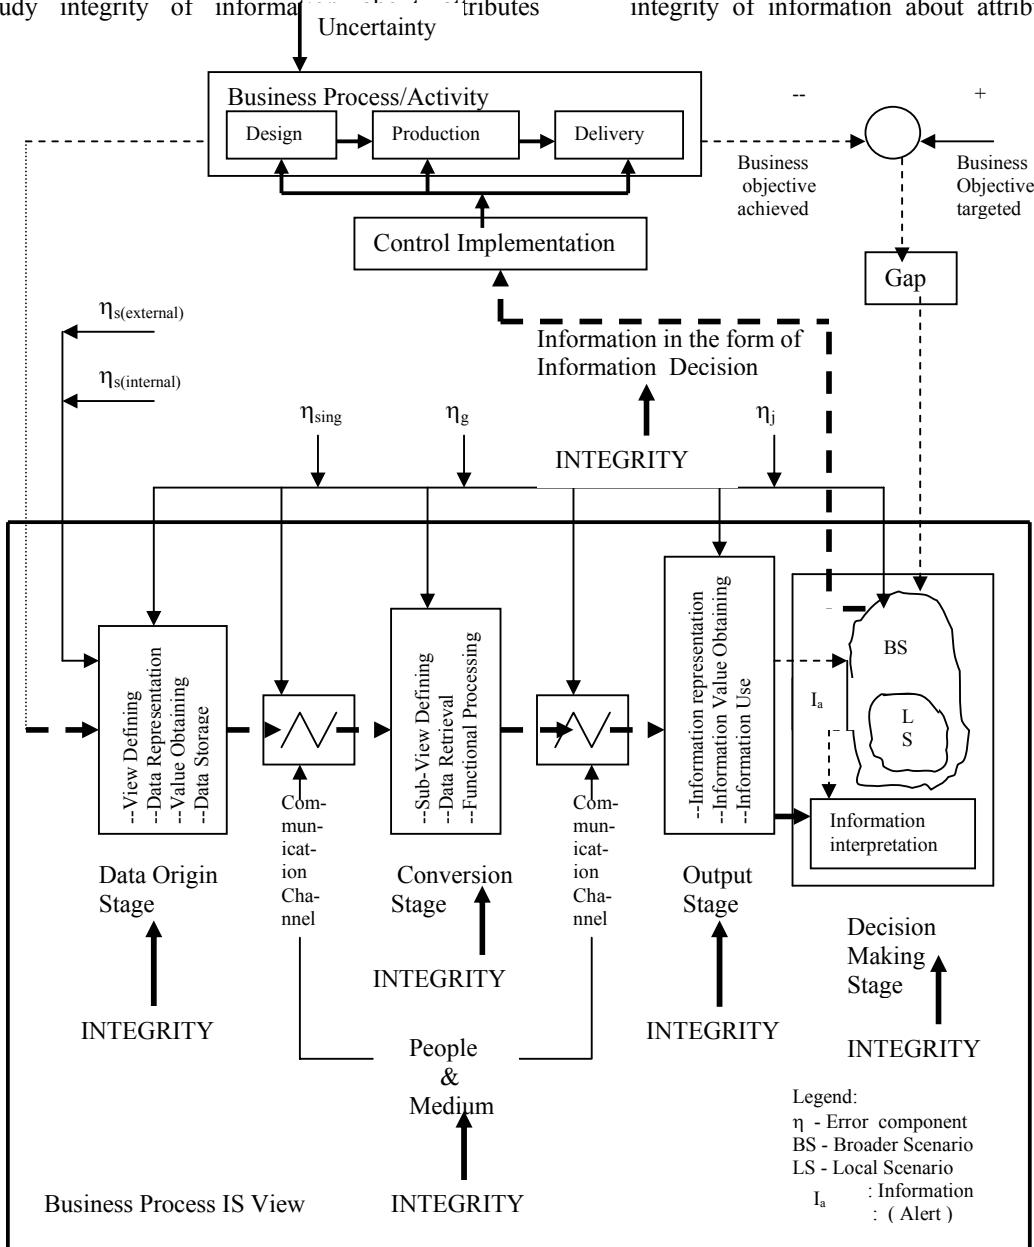 udy integrity of information about attributes
integrity of information about attrib
Uncertainty
Business Process/Activity
Design
Production
Delivery
--
+
Business
objective
achieved
Business
Objective
targeted
Control Implementation
Gap
ηs(external)
ηs(internal)
Information in the form of
Information Decision
ηsing
ηg
ηj
INTEGRITY
--View Defining
--Data Representation
--Value Obtaining
--Data Storage
--Sub-View Defining
--Data Retrieval
--Functional Processing
--Information representation
--Information Value Obtaining
--Information Use
BS
Ia
L
S
Information
interpretation
Com-
mun-
icat-
ion
Cha-
nnel
Com-
mun-
icat-
ion
Cha-
nnel
Data Origin
Stage
Conversion
Stage
Output
Stage
Decision
Making
Stage
INTEGRITY
INTEGRITY
INTEGRITY
INTEGRITY
People
&
Medium
INTEGRITY
Legend:
η - Error component
BS - Broader Scenario
LS - Local Scenario
Ia : Information
: ( Alert )
Business Process IS View